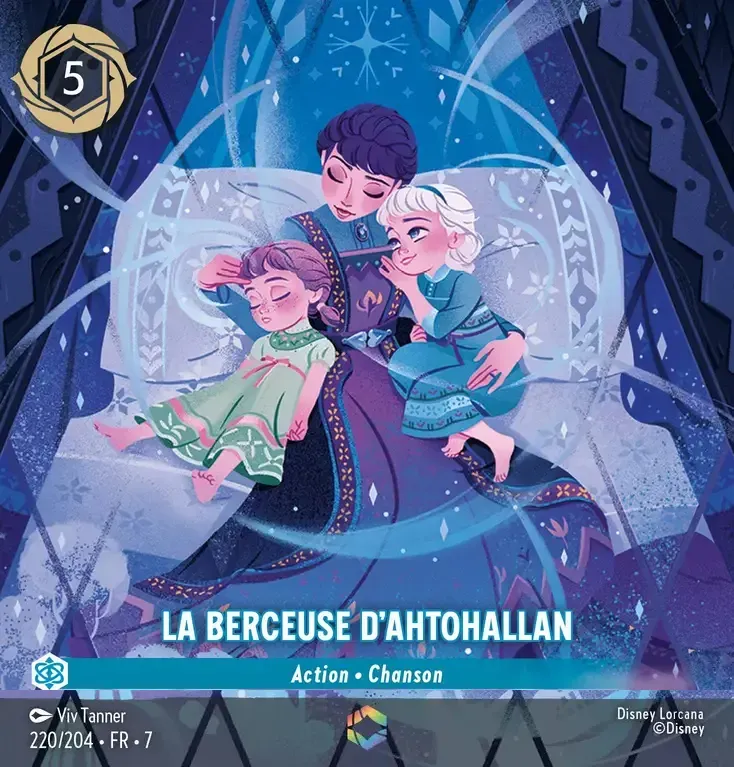 5
LA BERCEUSE D'AHTOHALLAN
Action • Chanson
Viv Tanner
220/204 • FR • 7
Disney Lorcana
©Disney